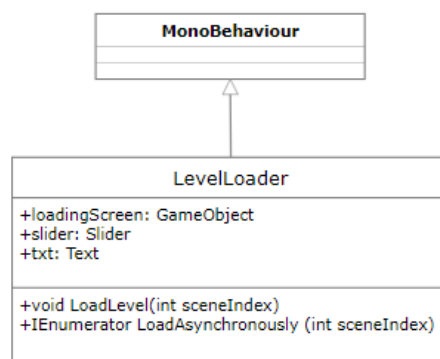 MonoBehaviour
LevelLoader
+loadingScreen: GameObject
+slider: Slider
+txt: Text
+void LoadLevel(int sceneIndex)
+IEnumerator LoadAsynchronously (int sceneIndex)